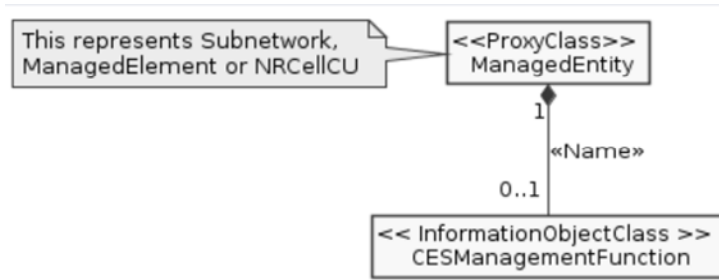 This represents Subnetwork,
ManagedElement or NRCellCU
<<ProxyClass>>
ManagedEntity
1
«Name»
0..1
<< InformationObjectClass >>
CESManagementFunction